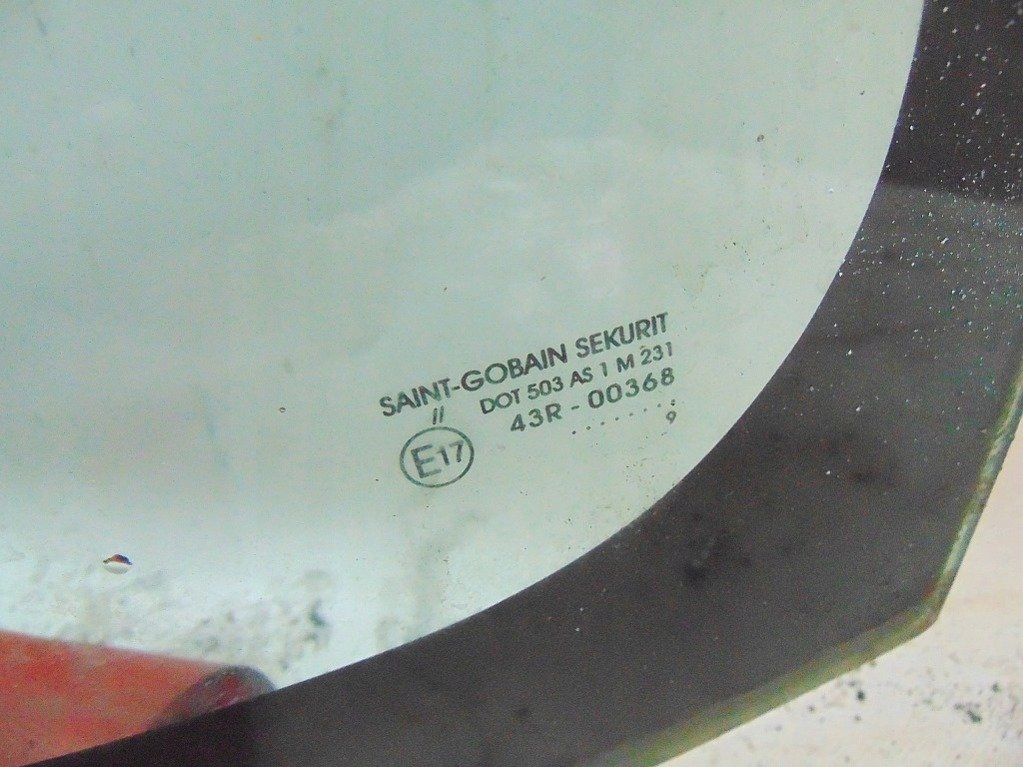 SAINT-GOBAIN SEKURIT
II DOT 503 AS 1 M 231
E17 43R - 00368
.......:
9